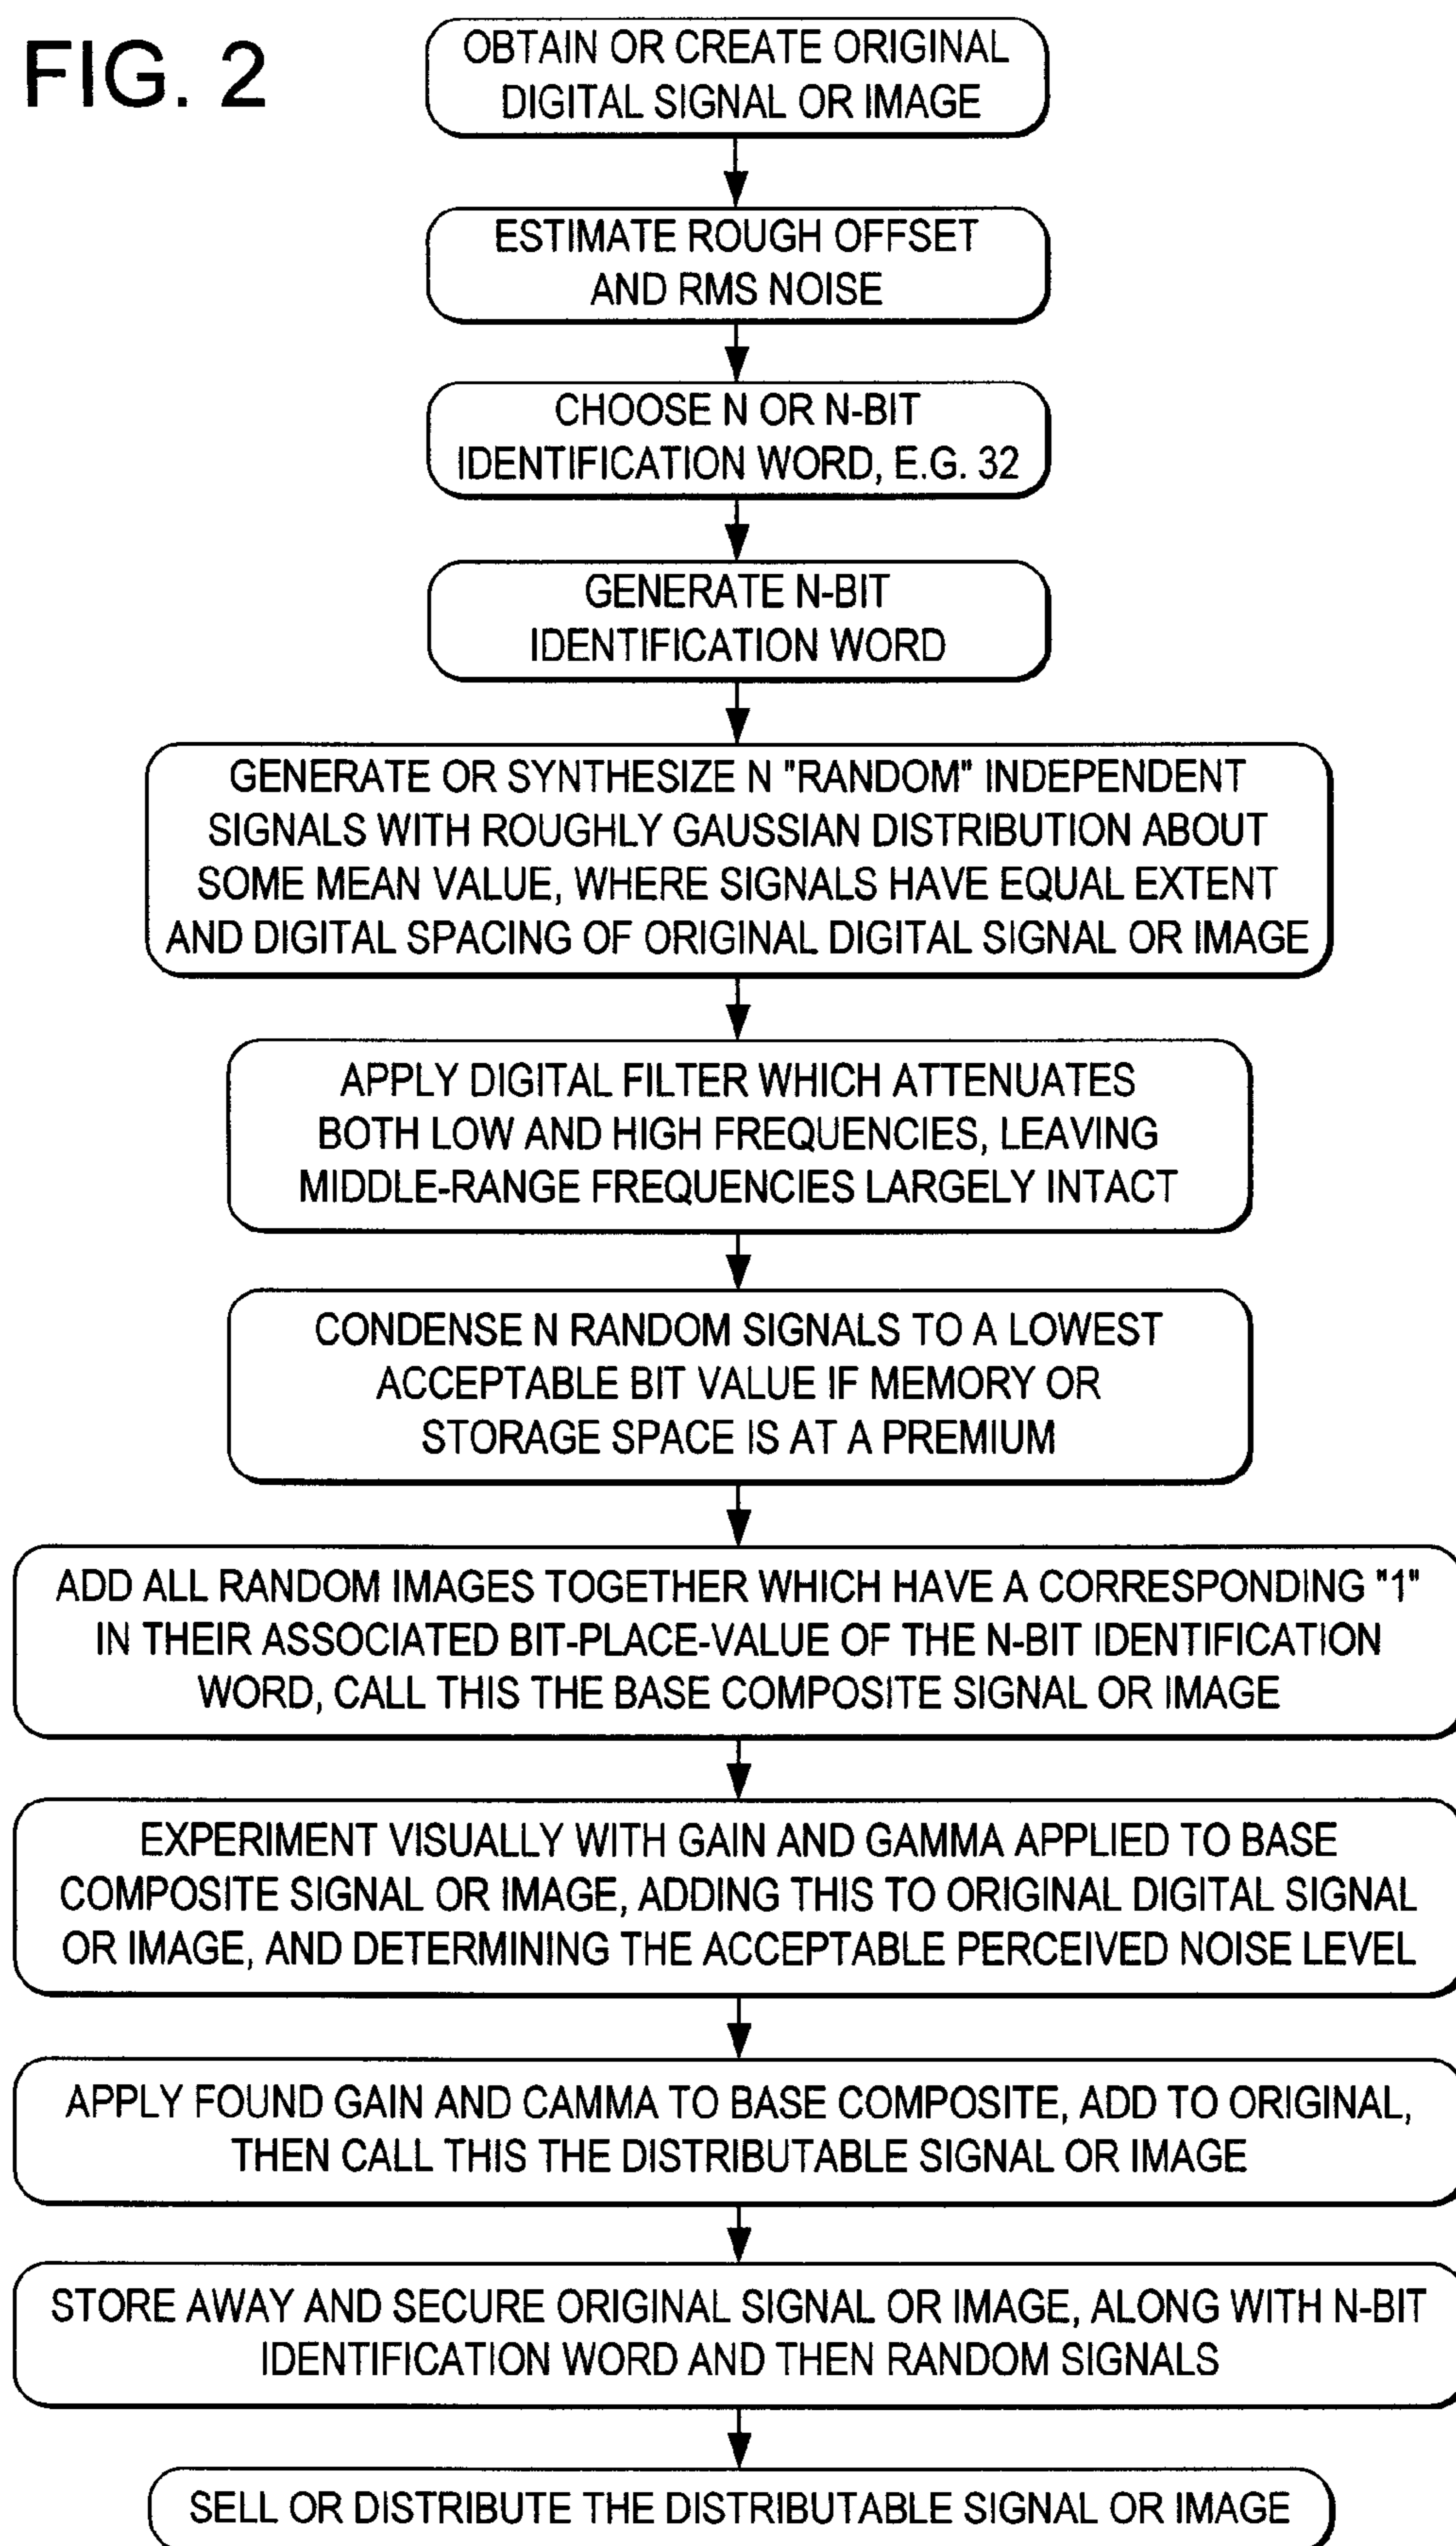 FIG. 2
OBTAIN OR CREATE ORIGINAL
DIGITAL SIGNAL OR IMAGE
ESTIMATE ROUGH OFFSET
AND RMS NOISE
CHOOSE N OR N-BIT
IDENTIFICATION WORD, E.G. 32
GENERATE N-BIT
IDENTIFICATION WORD
GENERATE OR SYNTHESIZE N "RANDOM" INDEPENDENT
SIGNALS WITH ROUGHLY GAUSSIAN DISTRIBUTION ABOUT
SOME MEAN VALUE, WHERE SIGNALS HAVE EQUAL EXTENT
AND DIGITAL SPACING OF ORIGINAL DIGITAL SIGNAL OR IMAGE
APPLY DIGITAL FILTER WHICH ATTENUATES
BOTH LOW AND HIGH FREQUENCIES, LEAVING
MIDDLE-RANGE FREQUENCIES LARGELY INTACT
CONDENSE N RANDOM SIGNALS TO A LOWEST
ACCEPTABLE BIT VALUE IF MEMORY OR
STORAGE SPACE IS AT A PREMIUM
ADD ALL RANDOM IMAGES TOGETHER WHICH HAVE A CORRESPONDING "1"
IN THEIR ASSOCIATED BIT-PLACE-VALUE OF THE N-BIT IDENTIFICATION
WORD, CALL THIS THE BASE COMPOSITE SIGNAL OR IMAGE
EXPERIMENT VISUALLY WITH GAIN AND GAMMA APPLIED TO BASE
COMPOSITE SIGNAL OR IMAGE, ADDING THIS TO ORIGINAL DIGITAL SIGNAL
OR IMAGE, AND DETERMINING THE ACCEPTABLE PERCEIVED NOISE LEVEL
APPLY FOUND GAIN AND CAMMA TO BASE COMPOSITE, ADD TO ORIGINAL,
THEN CALL THIS THE DISTRIBUTABLE SIGNAL OR IMAGE
STORE AWAY AND SECURE ORIGINAL SIGNAL OR IMAGE, ALONG WITH N-BIT
IDENTIFICATION WORD AND THEN RANDOM SIGNALS
SELL OR DISTRIBUTE THE DISTRIBUTABLE SIGNAL OR IMAGE